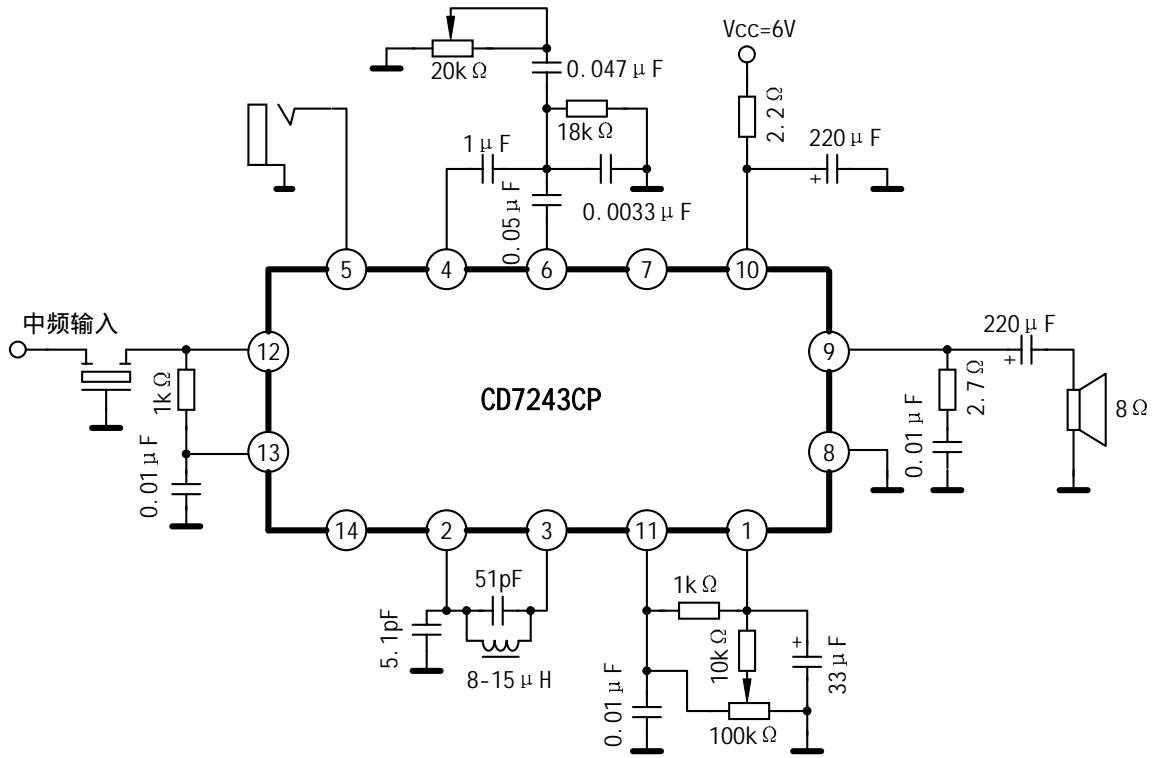 Vcc=6V
20kΩ
0.047μF
2.2Ω
18kΩ
220μF
1μF
0.05μF
0.0033μF
5
4
6
7
10
中频输入
12
9
220μF
1kΩ
CD7243CP
2.7Ω
8Ω
0.01μF
13
8
0.01μF
14
2
3
11
1
51pF
1kΩ
5.1pF
10kΩ
33μF
8-15μH
0.01μF
100kΩ
+
+
+